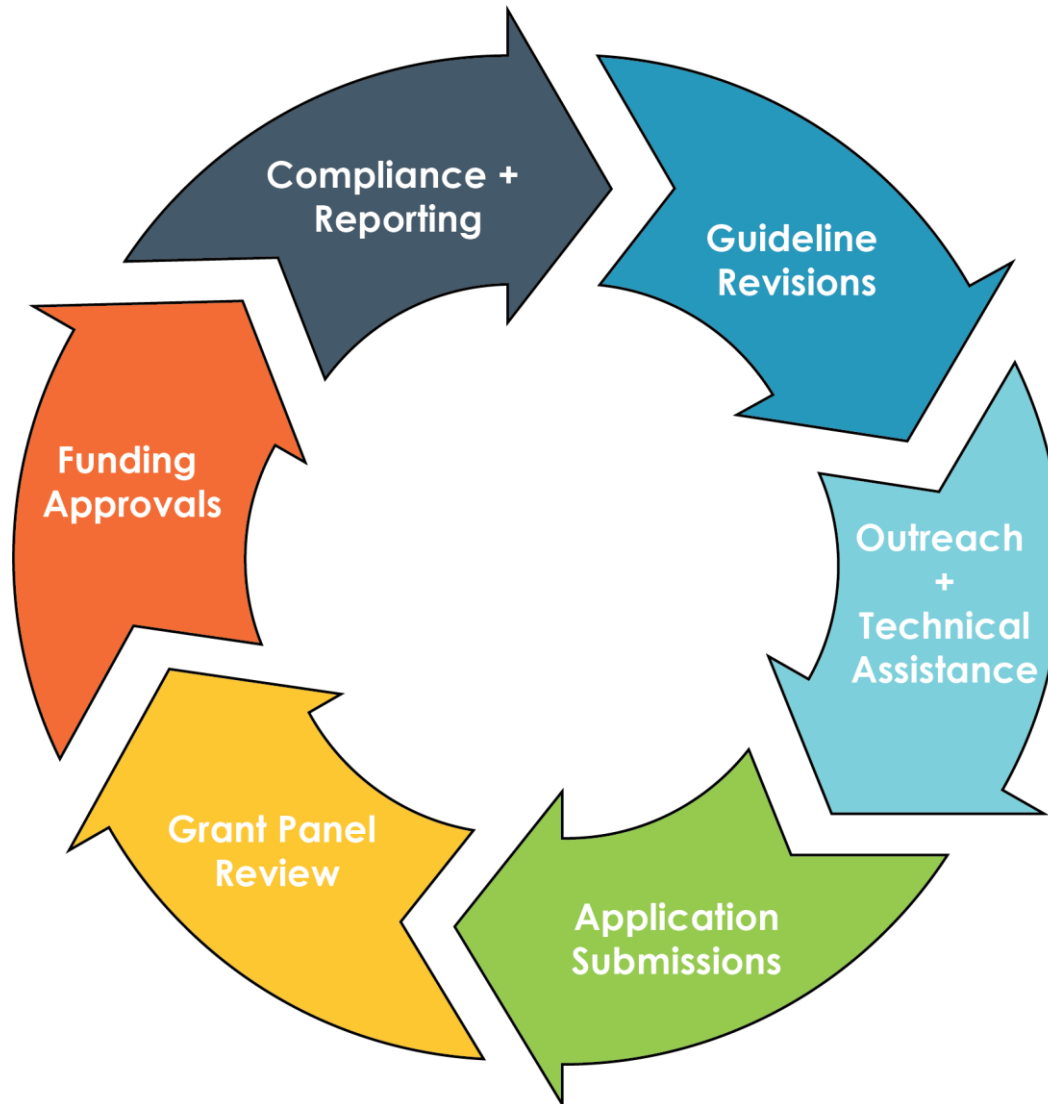 Compliance +
Reporting
Guideline
Revisions
Outreach
+
Technical
Assistance
Application
Submissions
Grant Panel
Review
Funding
Approvals